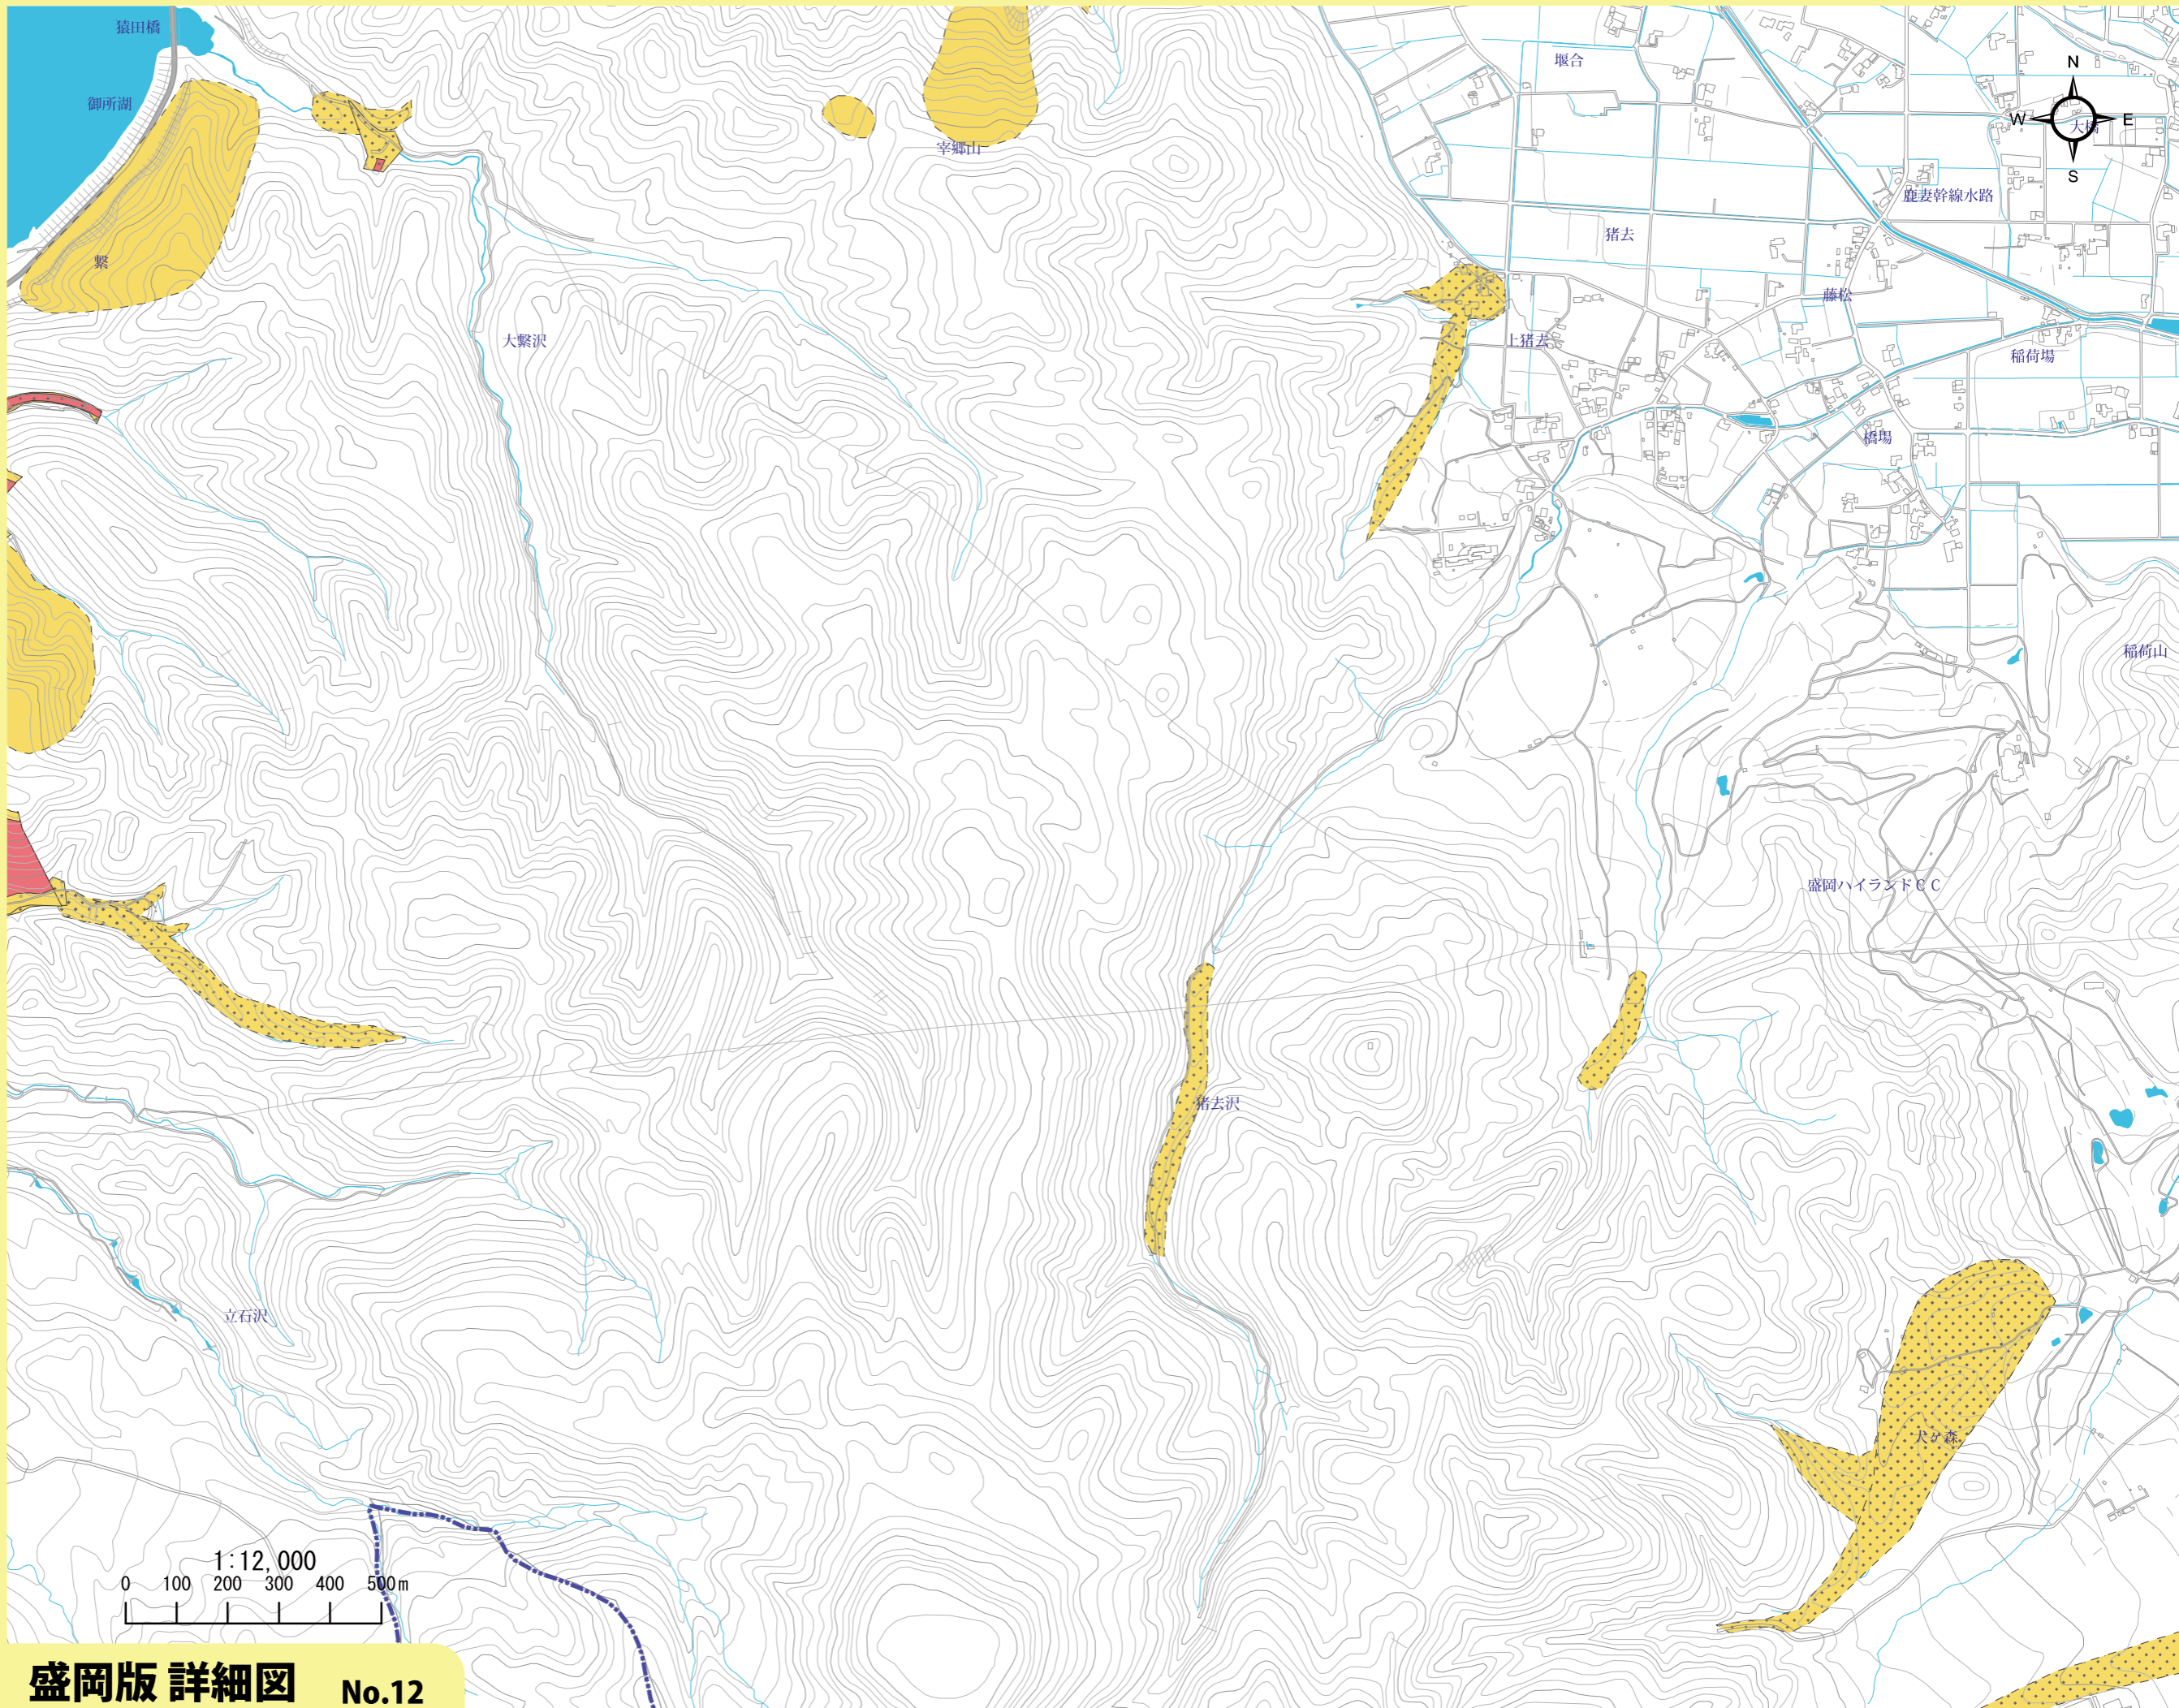 猿田橋
堰合
N
御所湖
W
E
大橋
宰郷山
S
鹿妻幹線水路
猪去
繋
藤松
大繋沢
上猪去
稲荷場
橋場
稲荷山
盛岡ハイランドＣＣ
猪去沢
立石沢
犬ヶ森
1:12,000
0 100 200 300 400 500m
盛岡版 詳細図 No.12